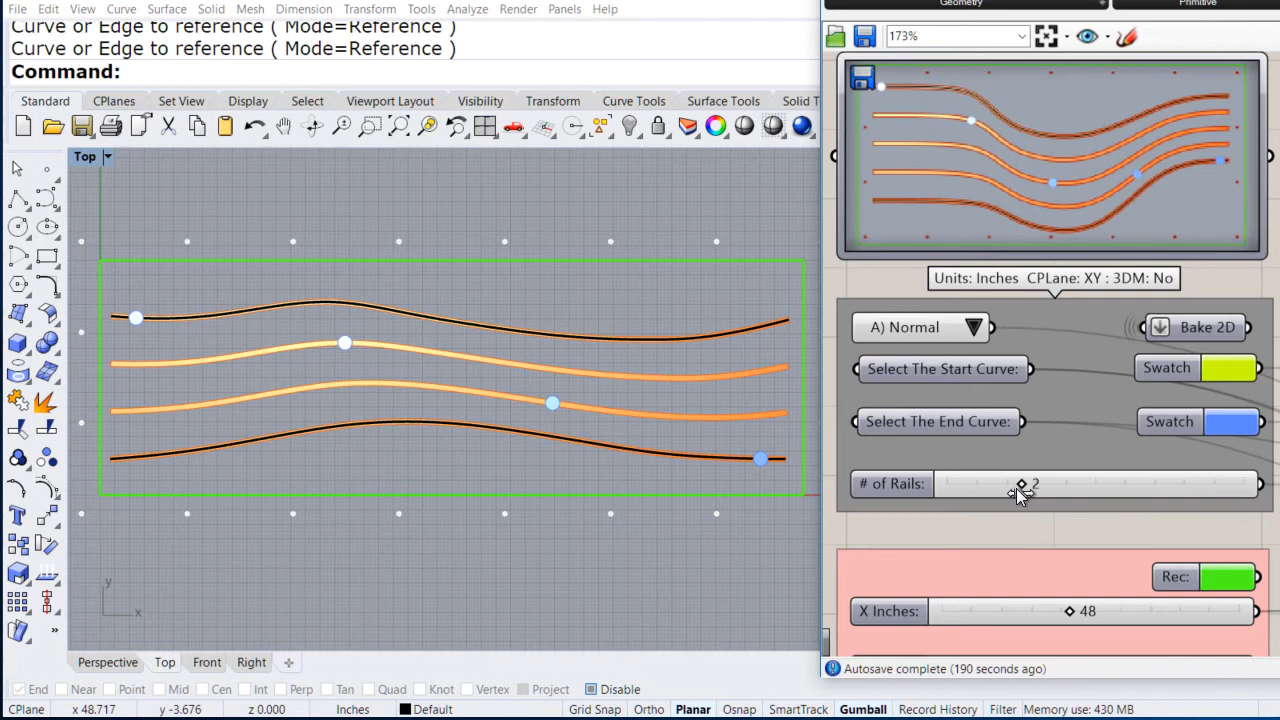 File Edit View Curve Surface Solid Mesh Dimension Transform Tools Analyze Render Panels Help
Curve or Edge to reference ( Mode=Reference )
Curve or Edge to reference ( Mode=Reference )
Command:
Standard CPlanes Set View Display Select Viewport Layout Visibility Transform Curve Tools Surface Tools Solid T
Top
y
x
Perspective Top Front Right
End Near Point Mid Cen Int Perp Tan Quad Knot Vertex Project Disable
CPlane x 48.717 y -3.676 z 0.000 Inches Default Grid Snap Ortho Planar Osnap SmartTrack Gumball Record History Filter Memory use: 430 MB
Geometry Primitive
173%
Units: Inches CPlane: XY : 3DM: No
A) Normal Bake 2D
Select The Start Curve: Swatch
Select The End Curve: Swatch
# of Rails: 2
Rec:
X Inches: 48
Autosave complete (190 seconds ago)